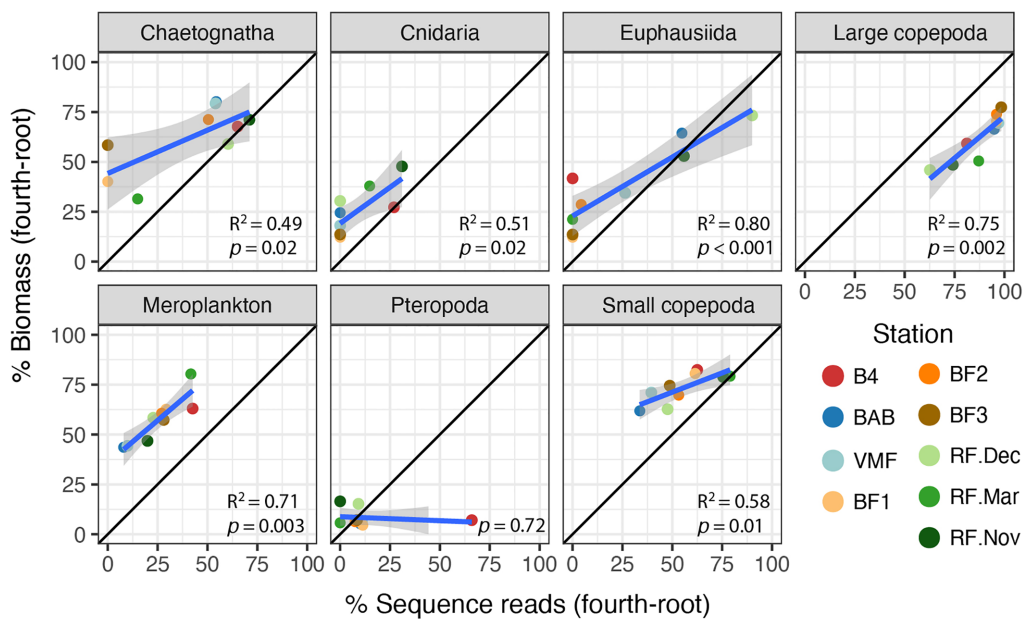 Chaetognatha Cnidaria Euphausiida Large copepoda
% Biomass (fourth-root)
100
75
50
25
0
R² = 0.49
p = 0.02
R² = 0.51
p = 0.02
R² = 0.80
p < 0.001
R² = 0.75
p = 0.002
0 25 50 75 100
Meroplankton Pteropoda Small copepoda
100
75
50
25
0
R² = 0.71
p = 0.003
p = 0.72
R² = 0.58
p = 0.01
0 25 50 75 100 0 25 50 75 100 0 25 50 75 100
% Sequence reads (fourth-root)
Station
B4
BAB
VMF
BF1
BF2
BF3
RF.Dec
RF.Mar
RF.Nov